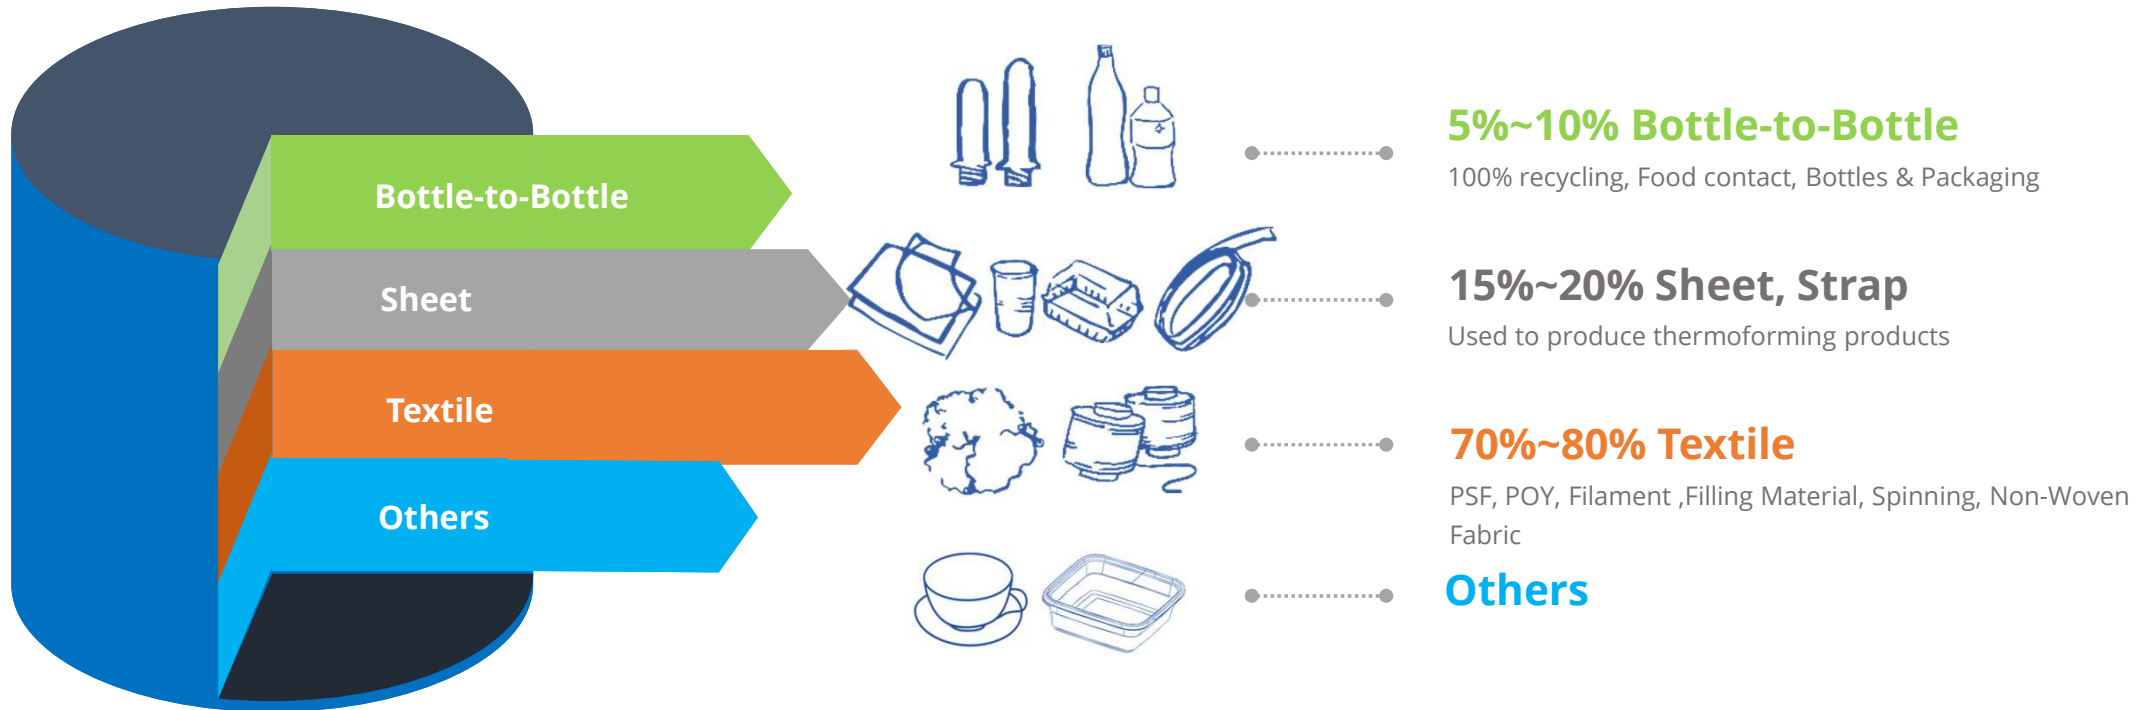 Bottle-to-Bottle
Sheet
Textile
Others
5%~10% Bottle-to-Bottle
100% recycling, Food contact, Bottles & Packaging
15%~20% Sheet, Strap
Used to produce thermoforming products
70%~80% Textile
PSF, POY, Filament ,Filling Material, Spinning, Non-Woven
Fabric
Others